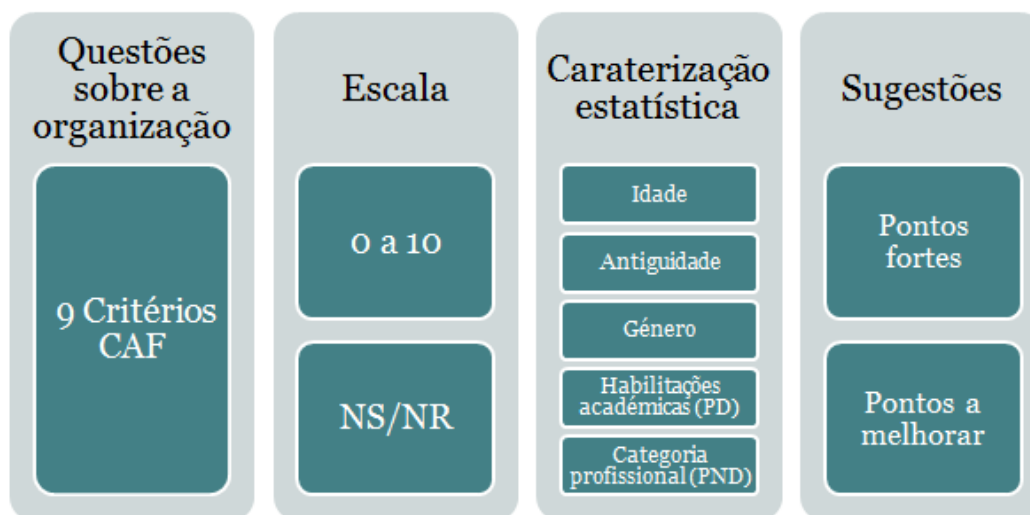 Questões
sobre a
organização
9 Critérios
CAF
Escala
0 a 10
NS/NR
Caraterização
estatística
Idade
Antiguidade
Género
Habilitações
académicas (PD)
Categoria
profissional (PND)
Sugestões
Pontos
fortes
Pontos a
melhorar